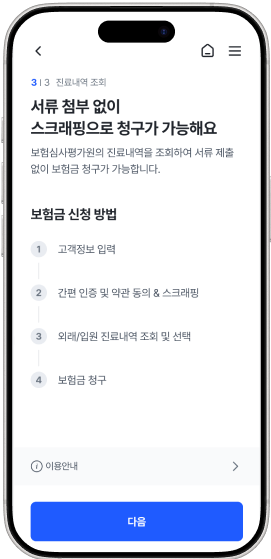 3 | 3 진료내역 조회
서류 첨부 없이
스크래핑으로 청구가 가능해요
보험심사평가원의 진료내역을 조회하여 서류 제출
없이 보험금 청구가 가능합니다.
보험금 신청 방법
1 고객정보 입력
2 간편 인증 및 약관 동의 & 스크래핑
3 외래/입원 진료내역 조회 및 선택
4 보험금 청구
i 이용안내
다음